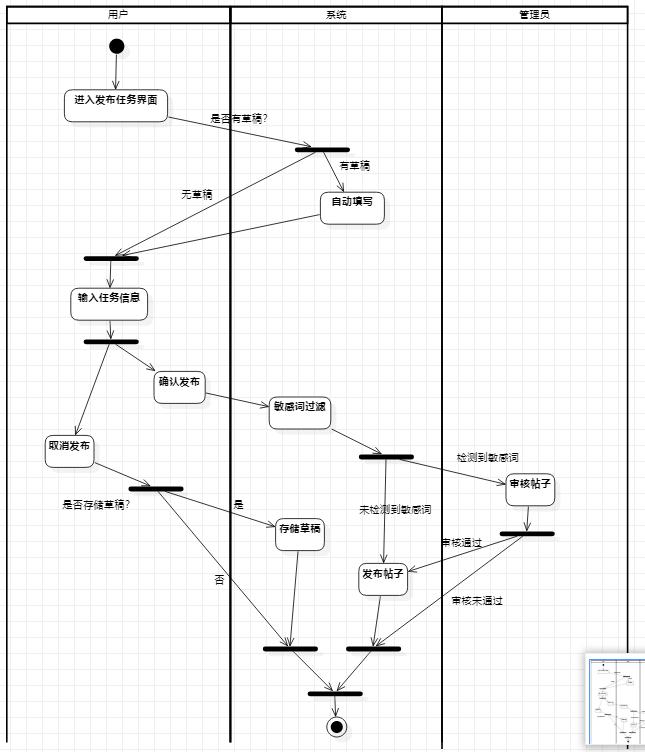 用户
系统
管理员
进入发布任务界面
是否有草稿?
有草稿
无草稿
自动填写
输入任务信息
确认发布
敏感词过滤
取消发布
检测到敏感词
审核帖子
是否存储草稿?
是
未检测到敏感词
存储草稿
审核通过
发布帖子
否
审核未通过